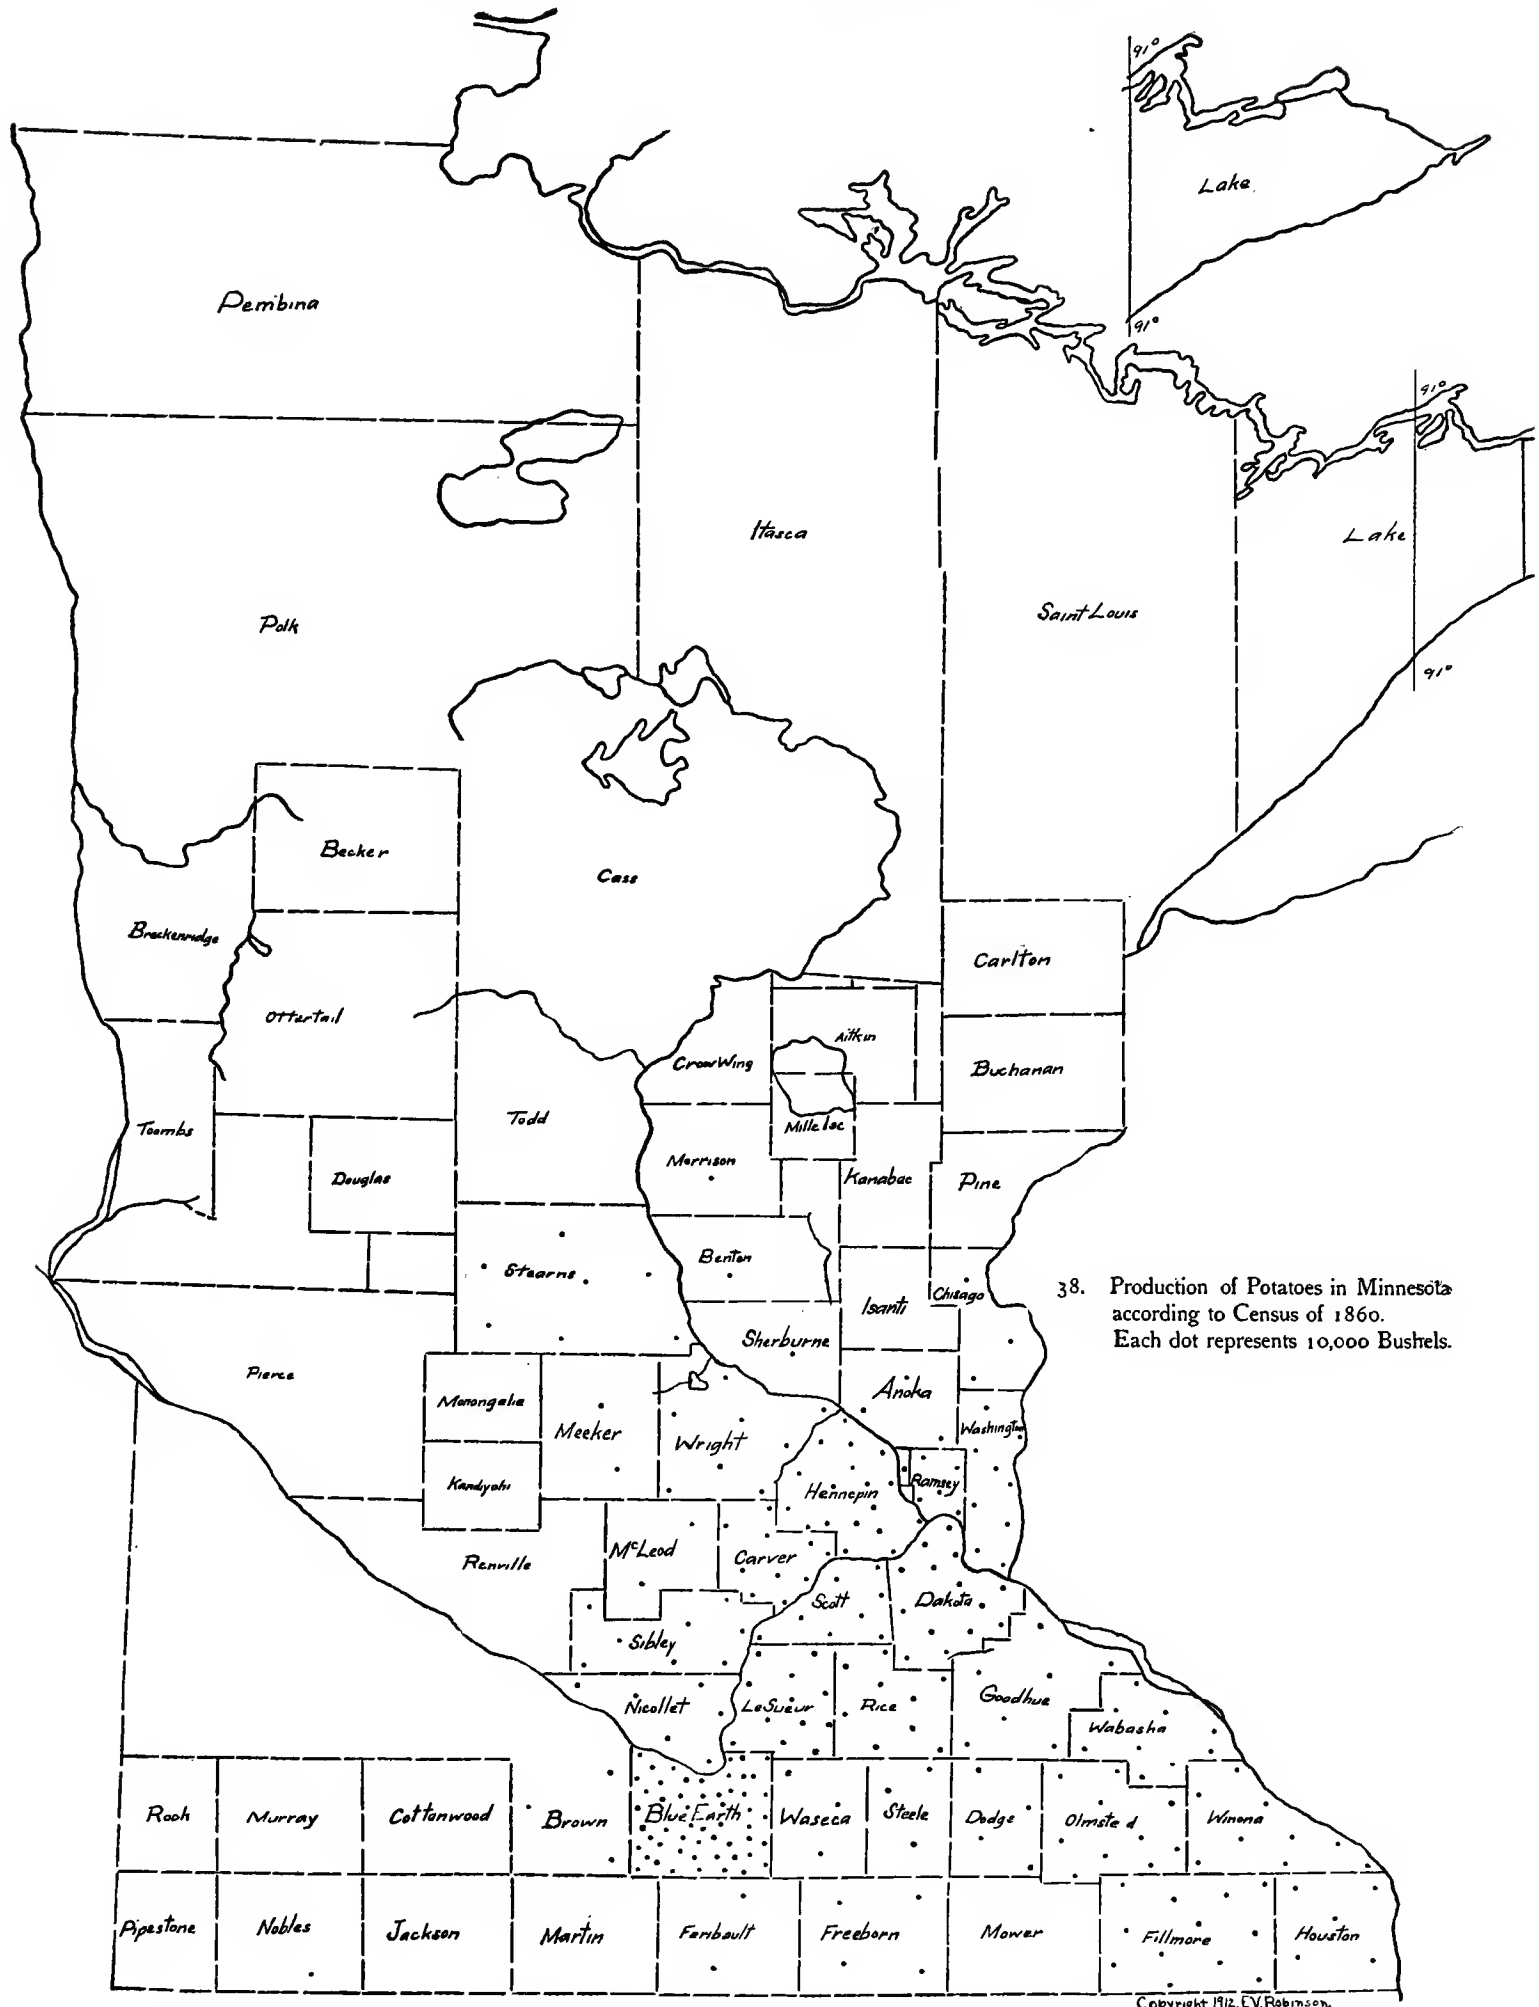 91°
Lake
91°
Pembina
91°
Itasca
Lake
Polk
Saint Louis
91°
Becker
Cass
Breckenridge
Carlton
Ottertail
Aitkin
Crow Wing
Buchanan
Todd
Toombs
Mille lac
Morrison
Douglas
Kanabac
Pine
Benton
Stearns
Chisago
Isanti
Sherburne
38. Production of Potatoes in Minnesota
according to Census of 1860.
Each dot represents 10,000 Bushels.
Pierce
Monongalia
Anoka
Meeker
Wright
Washington
Kandiyohi
Hennepin
Ramsey
McLeod
Carver
Renville
Scott
Dakota
Sibley
Nicollet
LeSueur
Rice
Goodhue
Wabasha
Rooh
Murray
Cottonwood
Brown
Blue Earth
Waseca
Steele
Dodge
Olmsted
Winona
Pipestone
Nobles
Jackson
Martin
Faribault
Freeborn
Mower
Fillmore
Houston
Copyright 1912, E.V. Robinson.